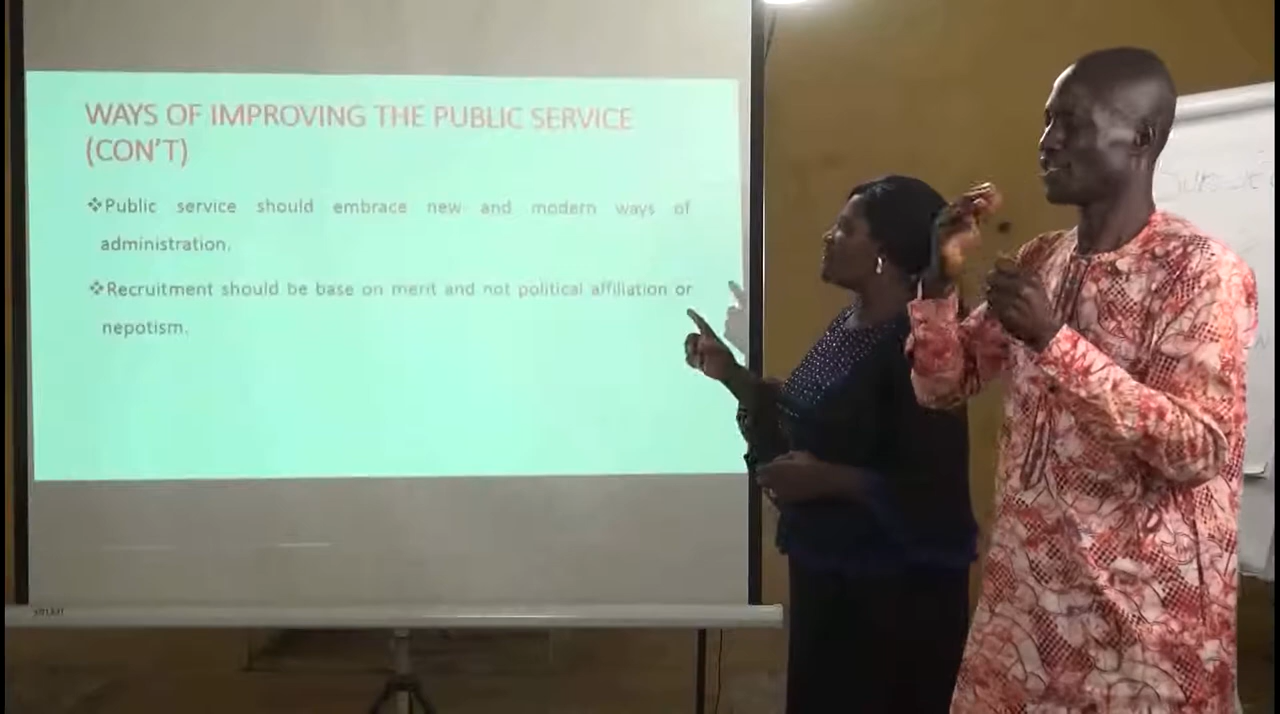 WAYS OF IMPROVING THE PUBLIC SERVICE
(CON'T)
❖Public service should embrace new and modern ways of
administration.
❖Recruitment should be base on merit and not political affiliation or
nepotism.